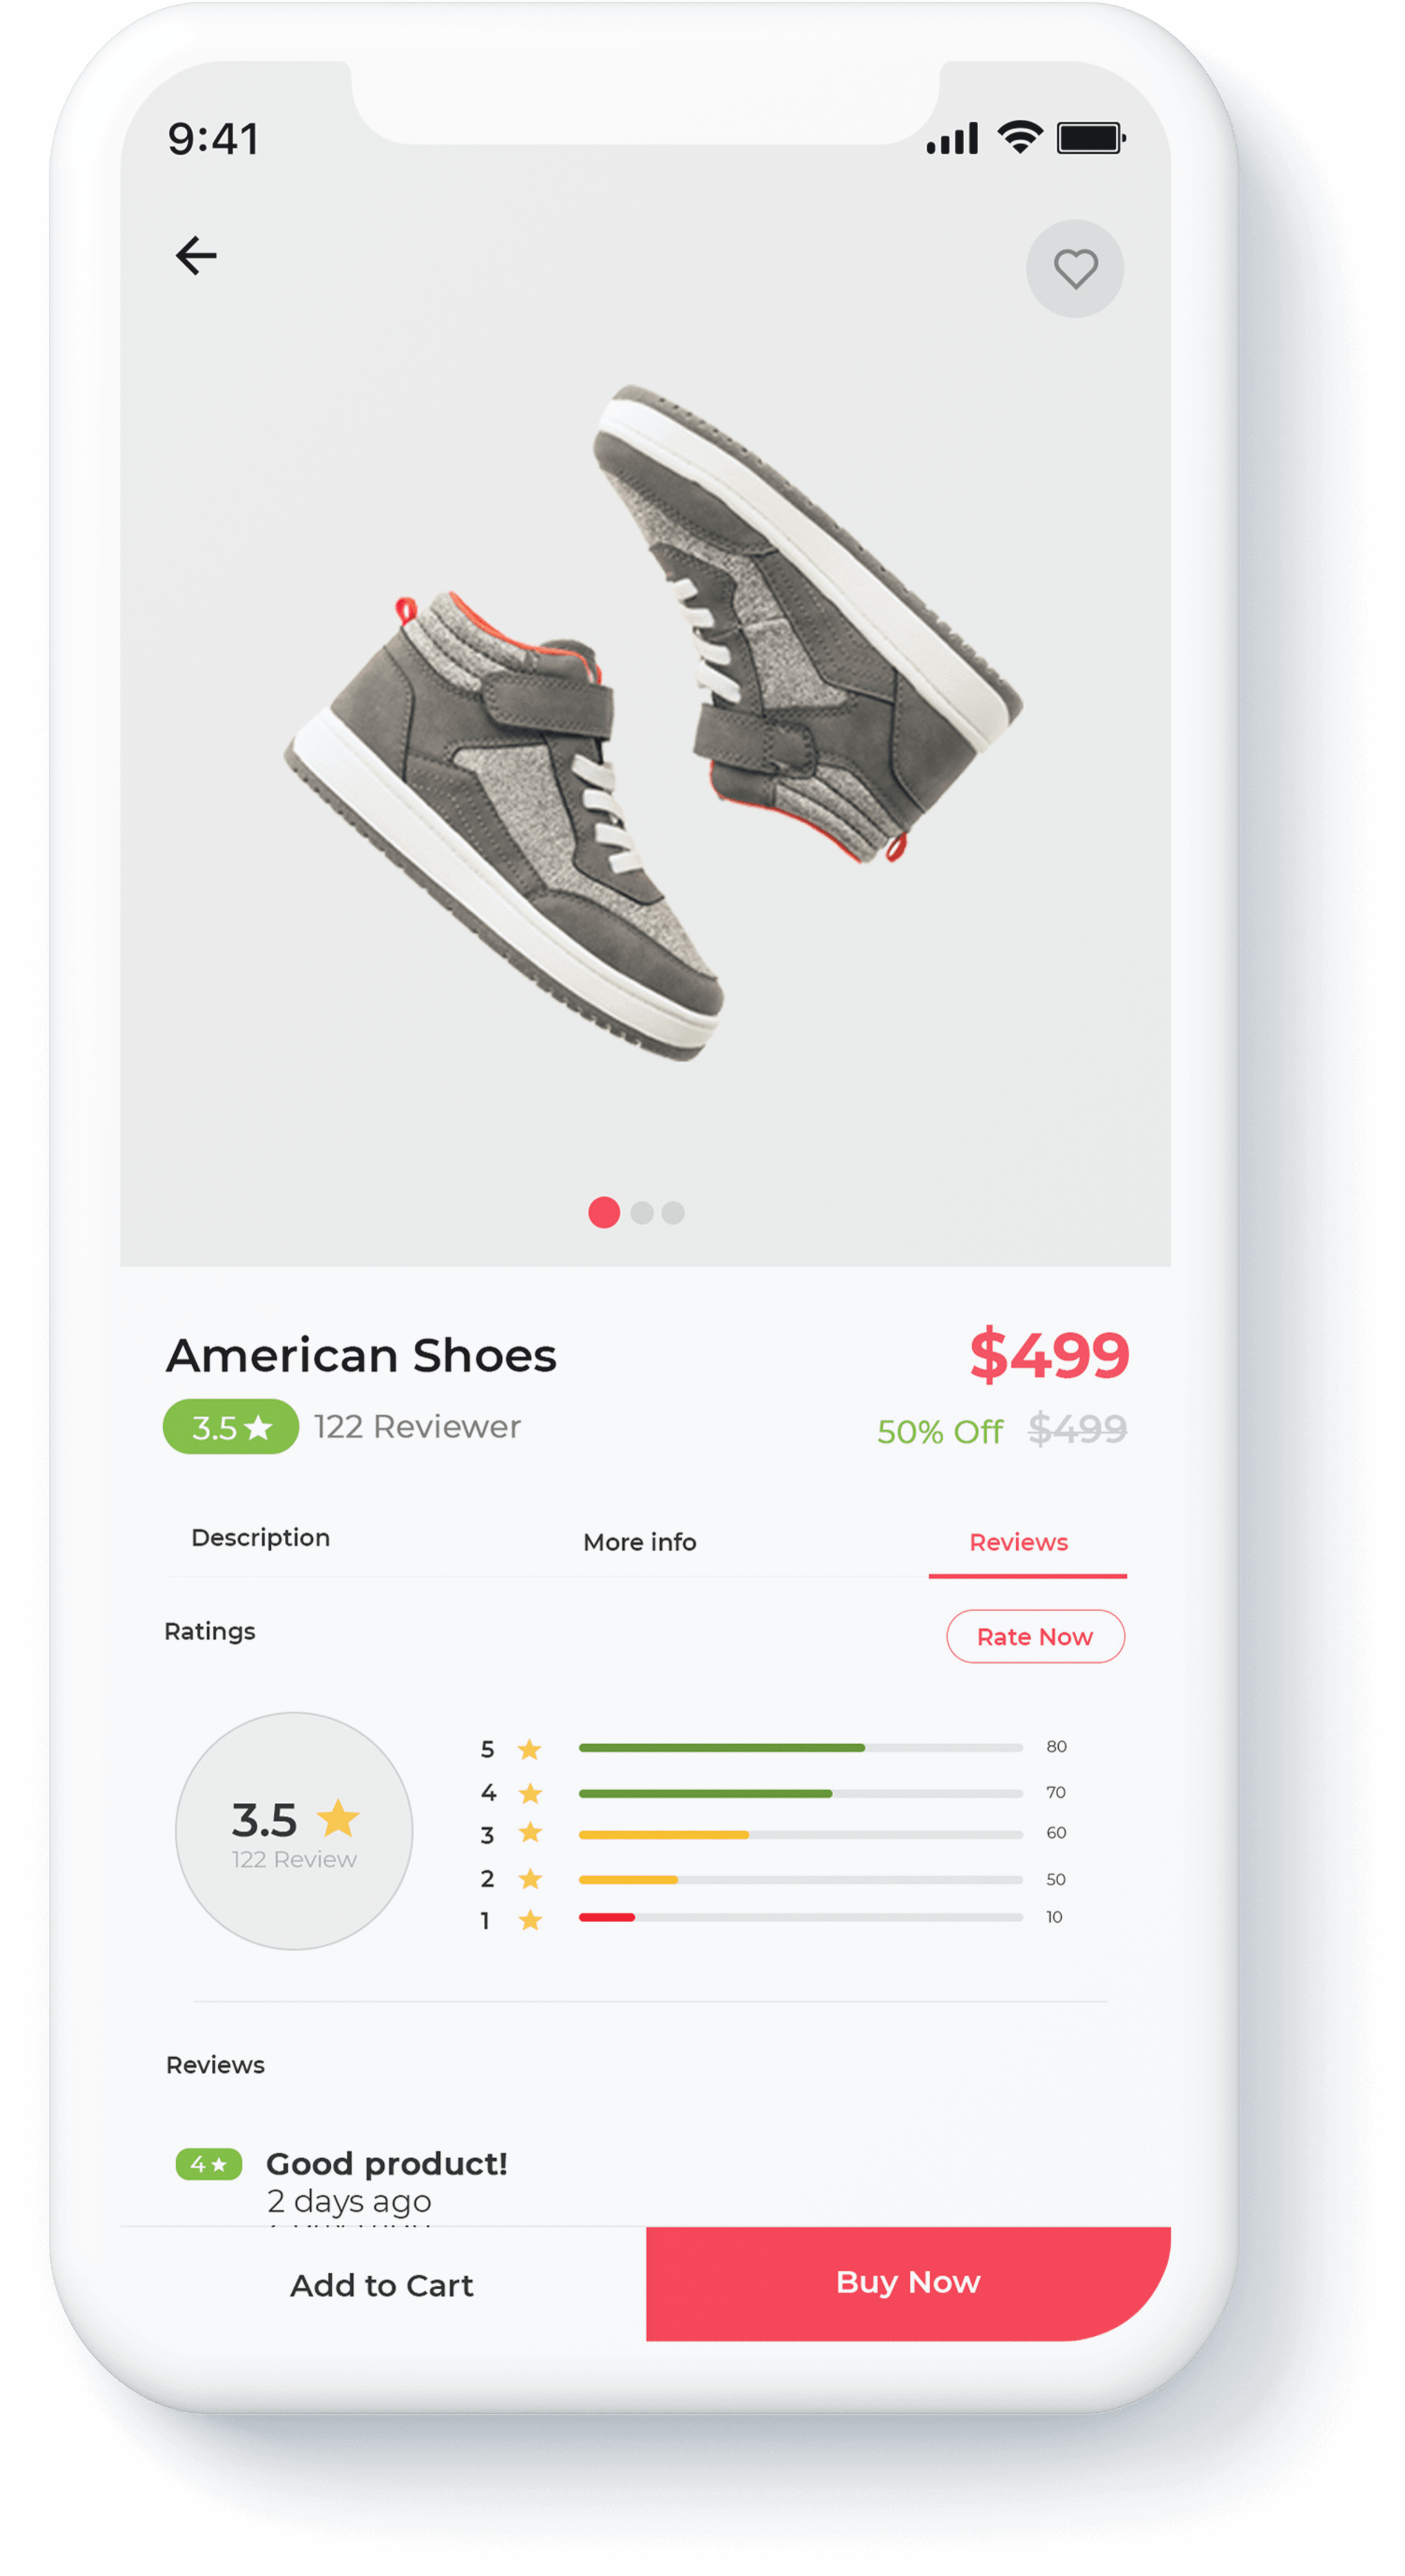 9:41
American Shoes
$499
3.5 122 Reviewer
50% Off $499
Description More info Reviews
Ratings
Rate Now
5 80
4 70
3 60
2 50
1 10
3.5
122 Review
Reviews
4 Good product!
2 days ago
Add to Cart
Buy Now